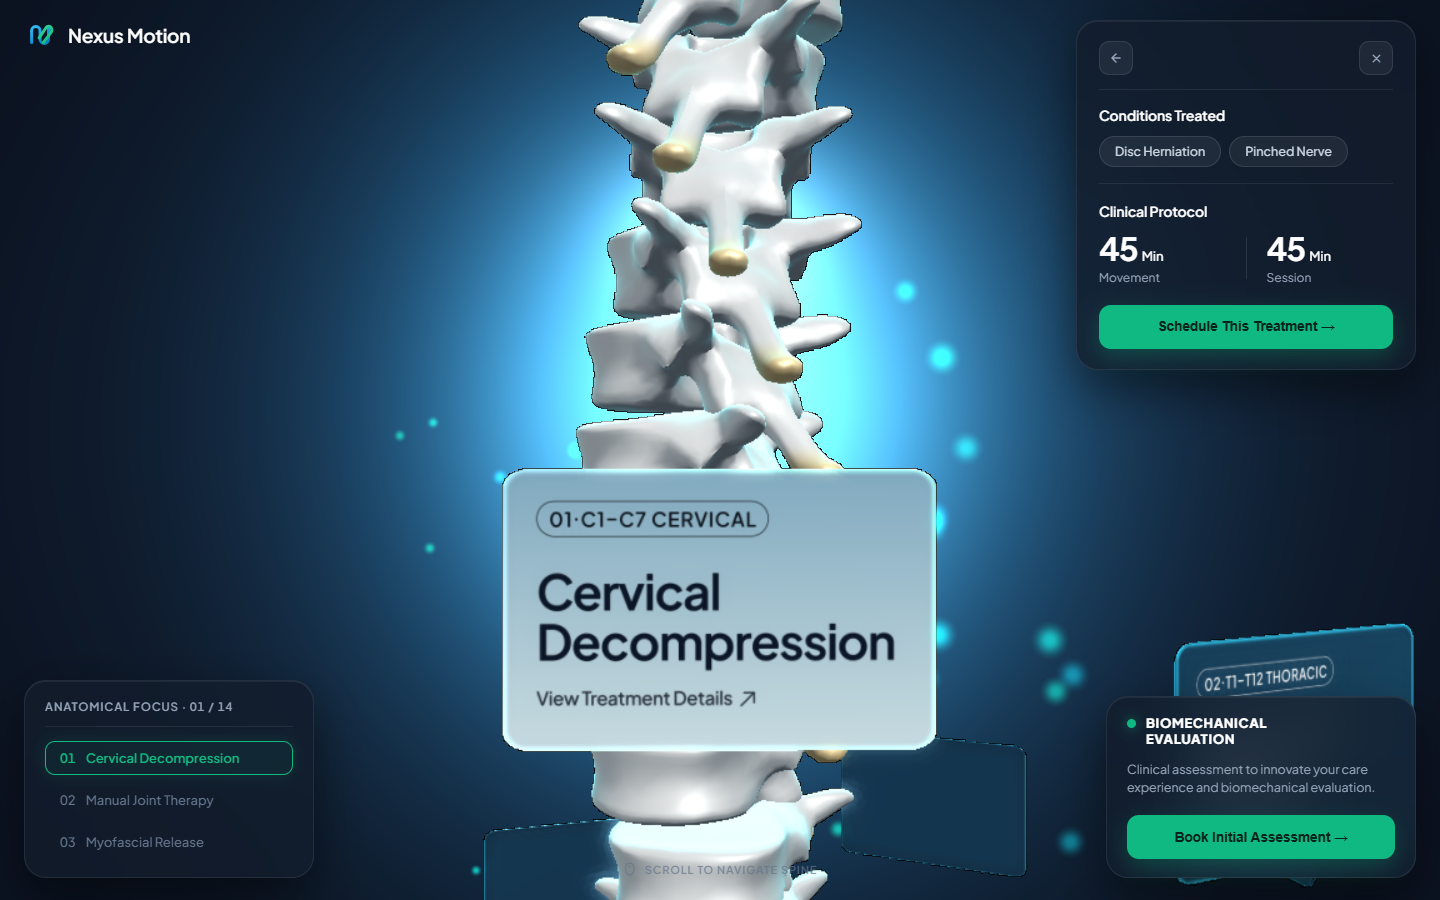 Nexus Motion
Conditions Treated
Disc Herniation
Pinched Nerve
Clinical Protocol
45 Min
Movement
45 Min
Session
Schedule This Treatment →
01·C1–C7 CERVICAL
Cervical
Decompression
View Treatment Details ↗
02·T1–T12 THORACIC
ANATOMICAL FOCUS · 01 / 14
01 Cervical Decompression
02 Manual Joint Therapy
03 Myofascial Release
SCROLL TO NAVIGATE SPINE
BIOMECHANICAL
EVALUATION
Clinical assessment to innovate your care
experience and biomechanical evaluation.
Book Initial Assessment →